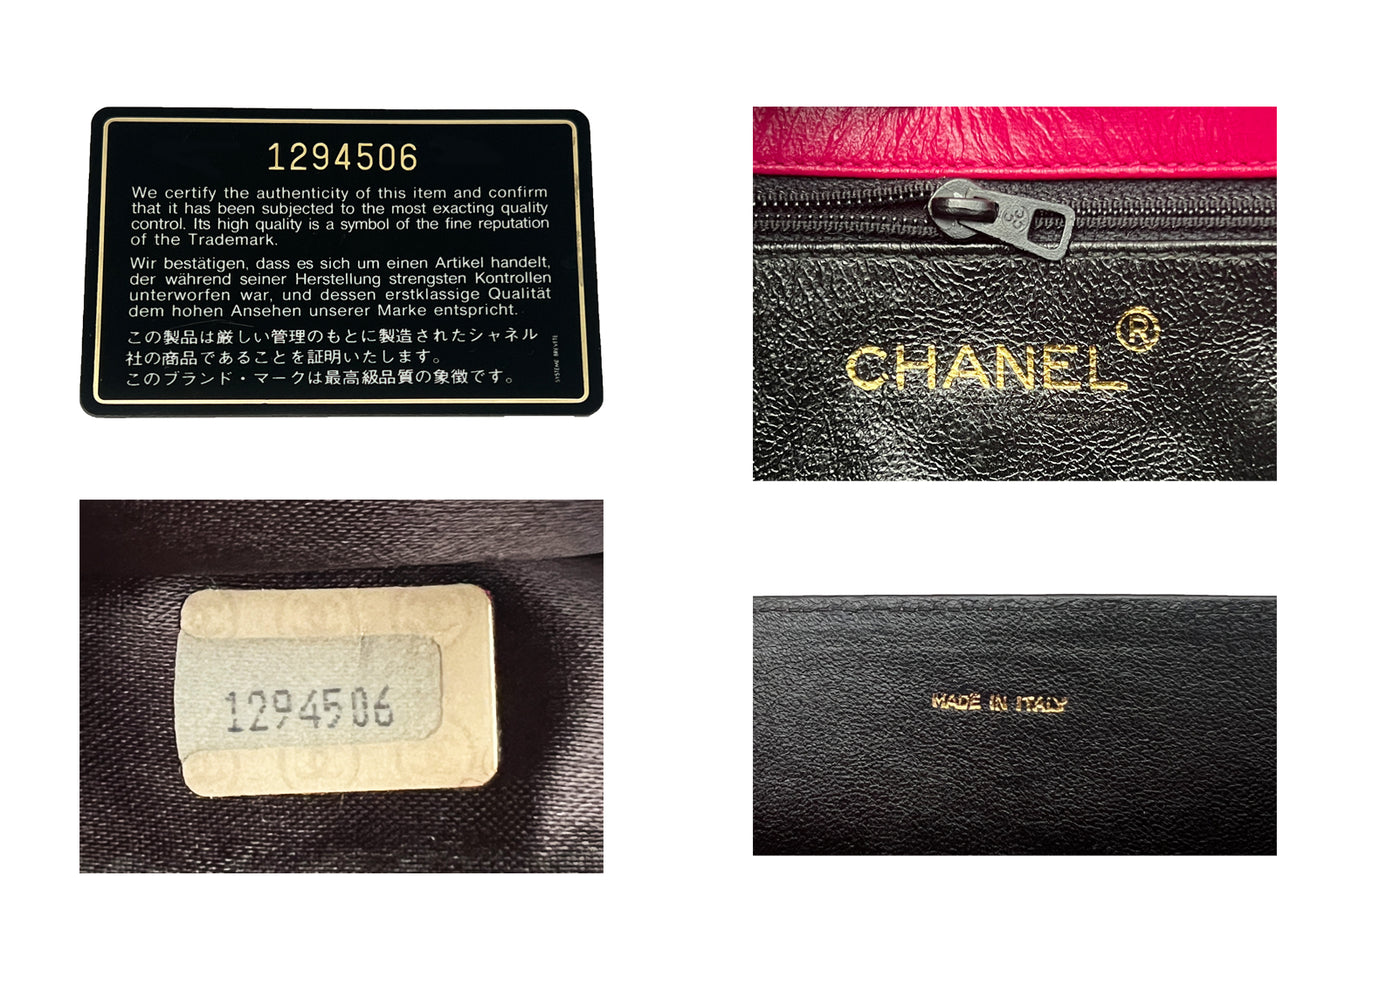 1294506
We certify the authenticity of this item and confirm
that it has been subjected to the most exacting quality
control. Its high quality is a symbol of the fine reputation
of the Trademark.
Wir bestätigen, dass es sich um einen Artikel handelt,
der während seiner Herstellung strengsten Kontrollen
unterworfen war, und dessen erstklassige Qualität
dem hohen Ansehen unserer Marke entspricht.
この製品は厳しい管理のもとに製造されたシャネル
社の商品であることを証明いたします。
このブランド・マークは最高級品質の象徴です。
SYSTEME BREVETE
1294506
CHANEL®
MADE IN ITALY